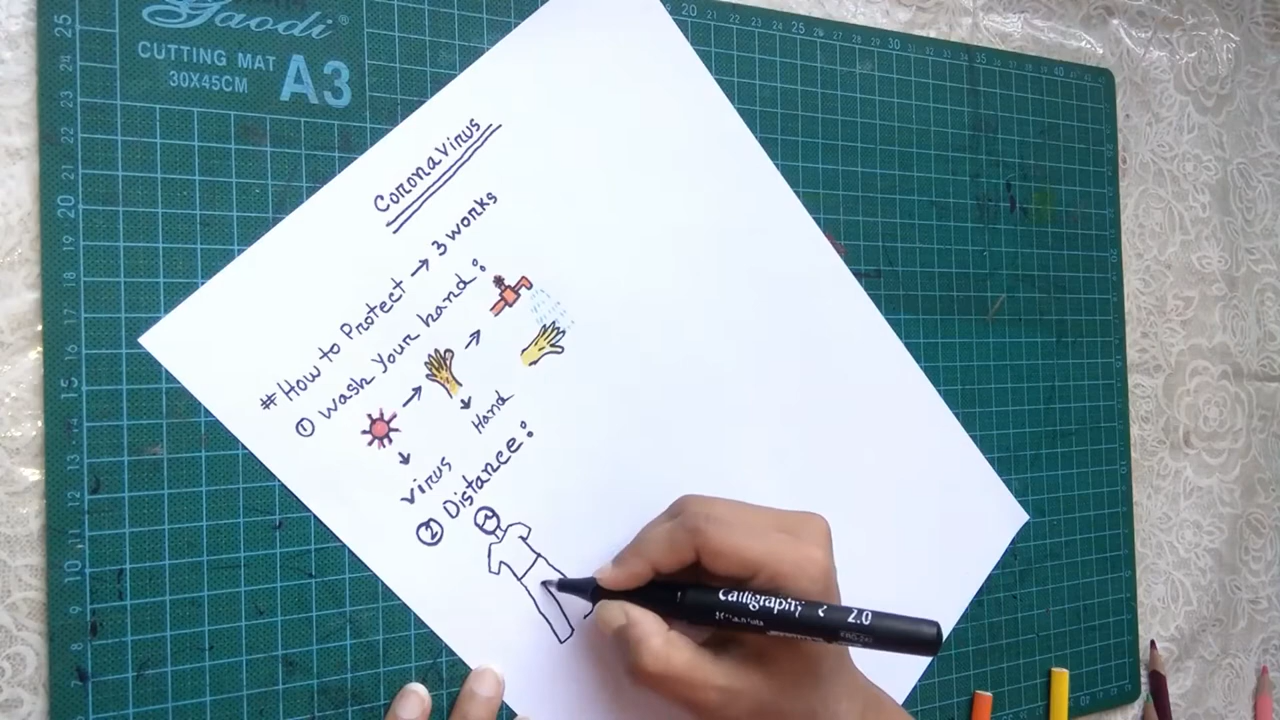 Gaodi®
CUTTING MAT
30X45CM
A3
CoronaVirus
# How to Protect → 3 works
① Wash Your hand:
Hand
Virus
② Distance:
Calligraphy 2.0